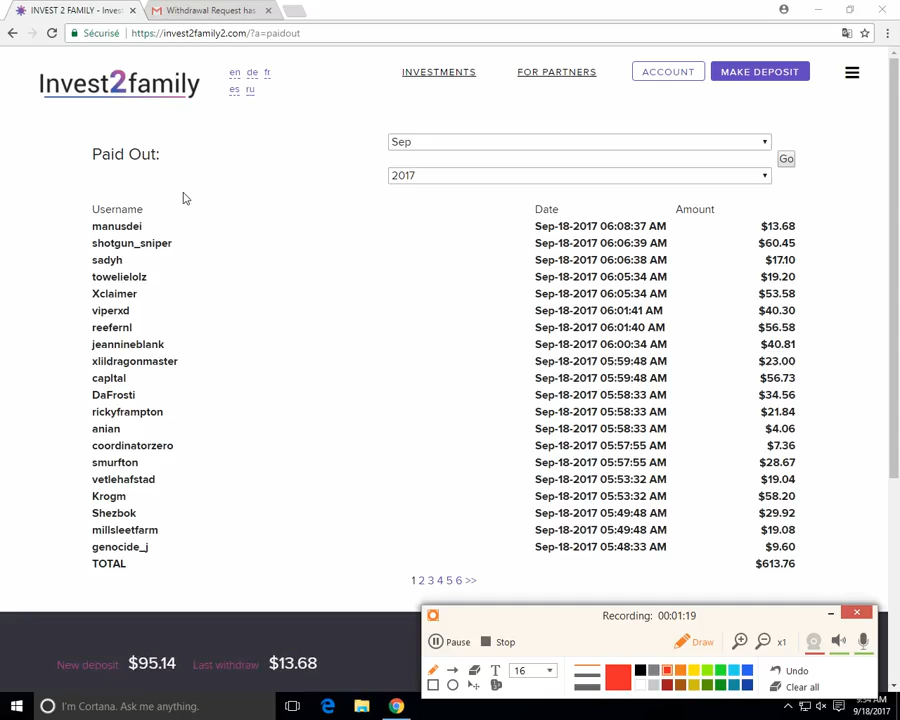 INVEST 2 FAMILY - Inves
Withdrawal Request has
Sécurisé
https://invest2family2.com/?a=paidout
Invest2family
en de fr
es ru
INVESTMENTS
FOR PARTNERS
ACCOUNT
MAKE DEPOSIT
Paid Out:
Sep
2017
Go
Username Date Amount
manusdei Sep-18-2017 06:08:37 AM $13.68
shotgun_sniper Sep-18-2017 06:06:39 AM $60.45
sadyh Sep-18-2017 06:06:38 AM $17.10
towelielolz Sep-18-2017 06:05:34 AM $19.20
Xclaimer Sep-18-2017 06:05:34 AM $53.58
viperxd Sep-18-2017 06:01:41 AM $40.30
reefernl Sep-18-2017 06:01:40 AM $56.58
jeannineblank Sep-18-2017 06:00:34 AM $40.81
xlildragonmaster Sep-18-2017 05:59:48 AM $23.00
capltal Sep-18-2017 05:59:48 AM $56.73
DaFrosti Sep-18-2017 05:58:33 AM $34.56
rickyframpton Sep-18-2017 05:58:33 AM $21.84
anian Sep-18-2017 05:58:33 AM $4.06
coordinatorzero Sep-18-2017 05:57:55 AM $7.36
smurfton Sep-18-2017 05:57:55 AM $28.67
vetlehafstad Sep-18-2017 05:53:32 AM $19.04
Krogm Sep-18-2017 05:53:32 AM $58.20
Shezbok Sep-18-2017 05:49:48 AM $29.92
millsleetfarm Sep-18-2017 05:49:48 AM $19.08
genocide_j Sep-18-2017 05:48:33 AM $9.60
TOTAL $613.76
1 2 3 4 5 6 >>
New deposit $95.14 Last withdraw $13.68
Recording: 00:01:19
Pause Stop Draw x1
T 16 Undo
Clear all
I'm Cortana. Ask me anything.
9/18/2017